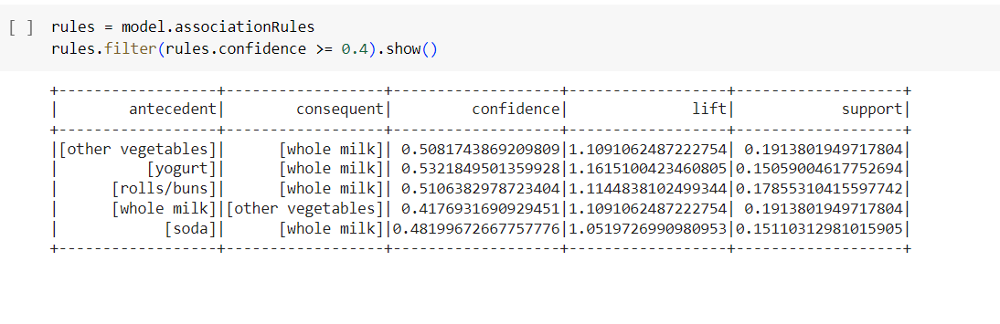 [ ] rules = model.associationRules
rules.filter(rules.confidence >= 0.4).show()
+------------------+------------------+-------------------+------------------+-------------------+
|        antecedent|        consequent|         confidence|              lift|            support|
+------------------+------------------+-------------------+------------------+-------------------+
|[other vegetables]|      [whole milk]| 0.5081743869209809|1.1091062487222754| 0.1913801949717804|
|          [yogurt]|      [whole milk]| 0.5321849501359928|1.1615100423460805|0.15059004617752694|
|      [rolls/buns]|      [whole milk]| 0.5106382978723404|1.1144838102499344|0.17855310415597742|
|      [whole milk]|[other vegetables]| 0.4176931690929451|1.1091062487222754| 0.1913801949717804|
|            [soda]|      [whole milk]|0.48199672667757776|1.0519726990980953|0.15110312981015905|
+------------------+------------------+-------------------+------------------+-------------------+